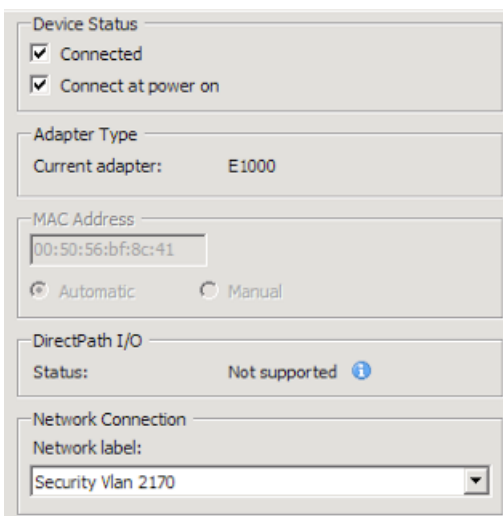 Device Status
Connected
Connect at power on
Adapter Type
Current adapter: E1000
MAC Address
00:50:56:bf:8c:41
Automatic Manual
DirectPath I/O
Status: Not supported
Network Connection
Network label:
Security Vlan 2170